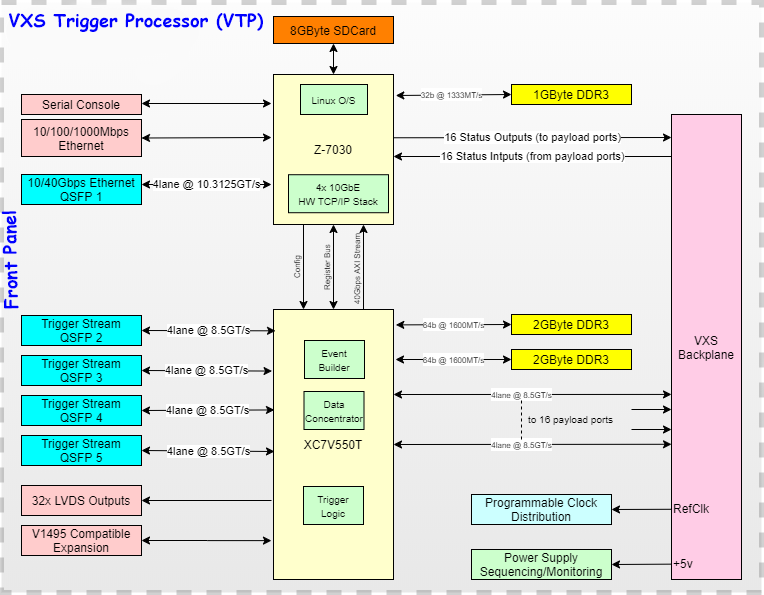 VXS Trigger Processor (VTP)
8GByte SDCard
Linux O/S
32b @ 1333MT/s
1GByte DDR3
Serial Console
10/100/1000Mbps
Ethernet
Z-7030
16 Status Outputs (to payload ports)
16 Status Intputs (from payload ports)
10/40Gbps Ethernet
QSFP 1
4lane @ 10.3125GT/s
4x 10GbE
HW TCP/IP Stack
Front Panel
Config
Register Bus
40Gbps AXI Stream
Trigger Stream
QSFP 2
4lane @ 8.5GT/s
64b @ 1600MT/s
2GByte DDR3
Event
Builder
64b @ 1600MT/s
2GByte DDR3
VXS
Backplane
Trigger Stream
QSFP 3
4lane @ 8.5GT/s
4lane @ 8.5GT/s
Trigger Stream
QSFP 4
4lane @ 8.5GT/s
Data
Concentrator
to 16 payload ports
Trigger Stream
QSFP 5
4lane @ 8.5GT/s
XC7V550T
4lane @ 8.5GT/s
32x LVDS Outputs
Trigger
Logic
Programmable Clock
Distribution
RefClk
V1495 Compatible
Expansion
Power Supply
Sequencing/Monitoring
+5v